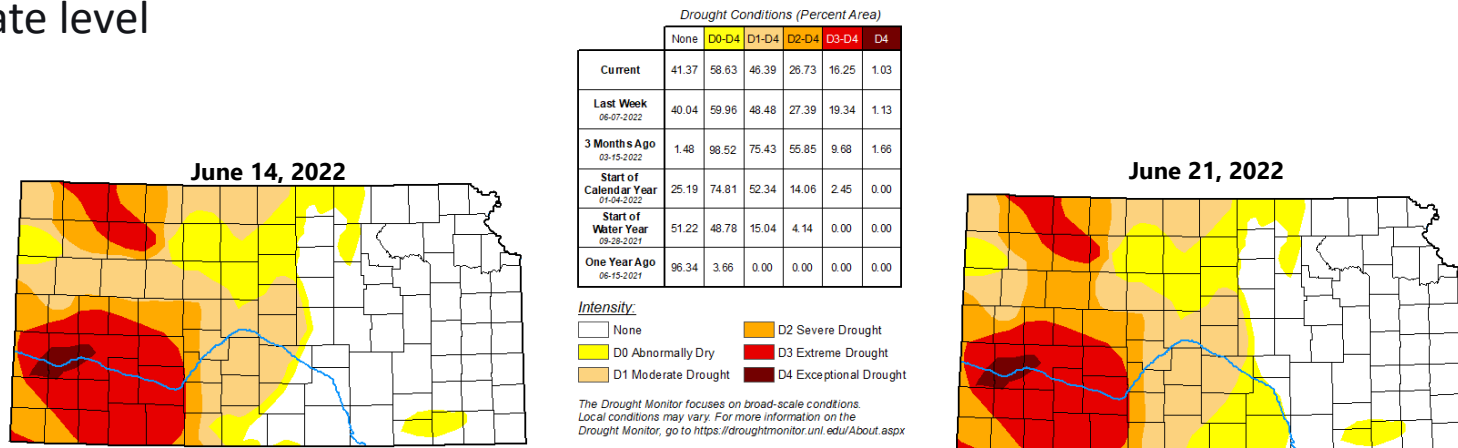 ate level
Drought Conditions (Percent Area)
None D0-D4 D1-D4 D2-D4 D3-D4 D4
Current 41.37 58.63 46.39 26.73 16.25 1.03
Last Week
06-07-2022
40.04 59.96 48.48 27.39 19.34 1.13
3 Months Ago
03-15-2022
1.48 98.52 75.43 55.85 9.68 1.66
Start of
Calendar Year
01-04-2022
25.19 74.81 52.34 14.06 2.45 0.00
Start of
Water Year
09-28-2021
51.22 48.78 15.04 4.14 0.00 0.00
One Year Ago
06-15-2021
96.34 3.66 0.00 0.00 0.00 0.00
June 14, 2022
June 21, 2022
Intensity:
None
D0 Abnormally Dry
D1 Moderate Drought
D2 Severe Drought
D3 Extreme Drought
D4 Exceptional Drought
The Drought Monitor focuses on broad-scale conditions.
Local conditions may vary. For more information on the
Drought Monitor, go to https://droughtmonitor.unl.edu/About.aspx